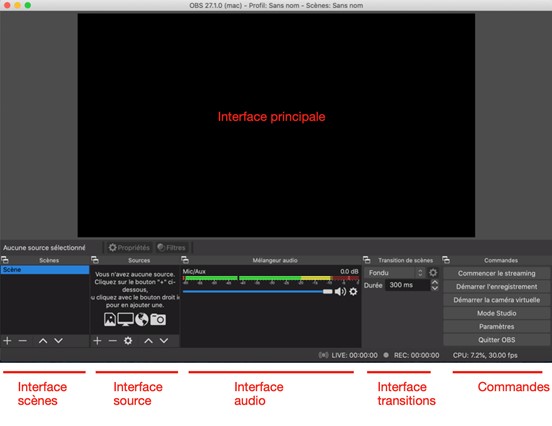 OBS 27.1.0 (mac) - Profil: Sans nom - Scènes: Sans nom
Interface principale
Aucune source sélectionné
Propriétés
Filtres
Scènes
Scène
Sources
Vous n'avez aucune source.
Cliquez sur le bouton "+" ci-
dessous,
u cliquez avec le bouton droit ic
pour en ajouter une.
Mélangeur audio
Mic/Aux
0.0 dB
Transition de scènes
Fondu
Durée
300 ms
Commandes
Commencer le streaming
Démarrer l'enregistrement
Démarrer la caméra virtuelle
Mode Studio
Paramètres
Quitter OBS
LIVE: 00:00:00
REC: 00:00:00
CPU: 7.2%, 30.00 fps
Interface
scènes
Interface
source
Interface
audio
Interface
transitions
Commandes